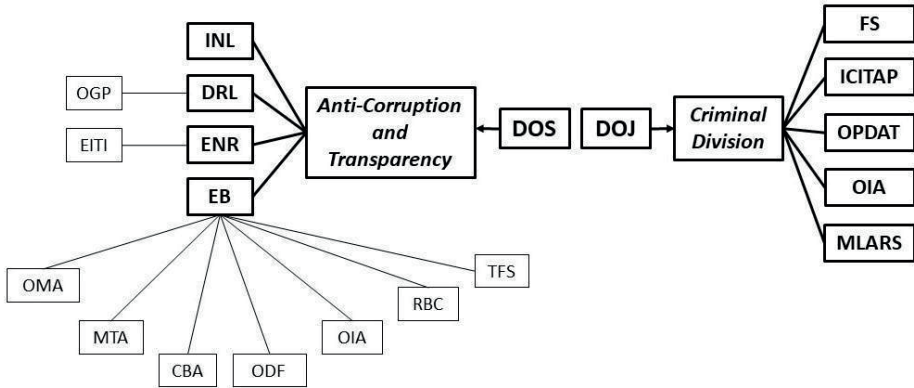 INL
FS
OGP
DRL
ICITAP
Anti-Corruption
and
Transparency
DOS
DOJ
Criminal
Division
EITI
ENR
OPDAT
EB
OIA
MLARS
OMA
TFS
RBC
MTA
OIA
CBA
ODF